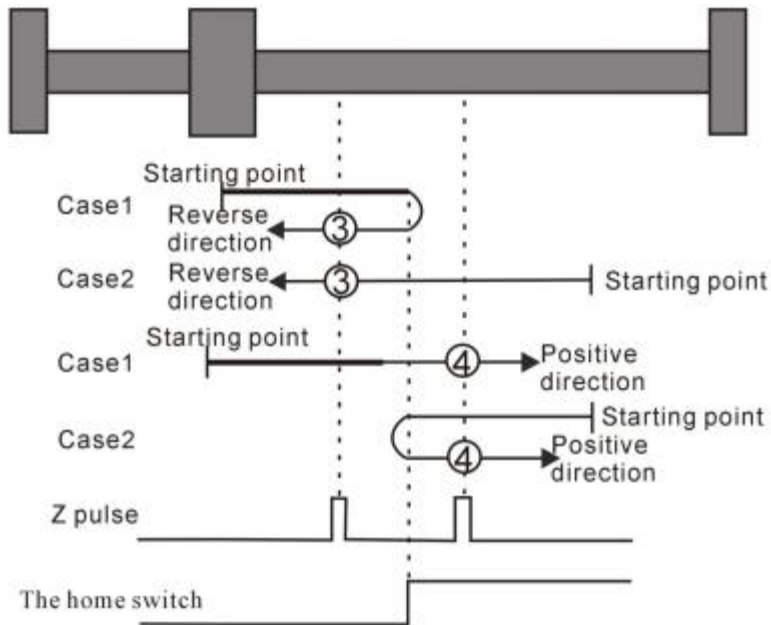 Starting point
Case1
Reverse
direction
③
Case2
Reverse
direction
③
Starting point
Starting point
Case1
④
Positive
direction
Starting point
Case2
④
Positive
direction
Z pulse
The home switch